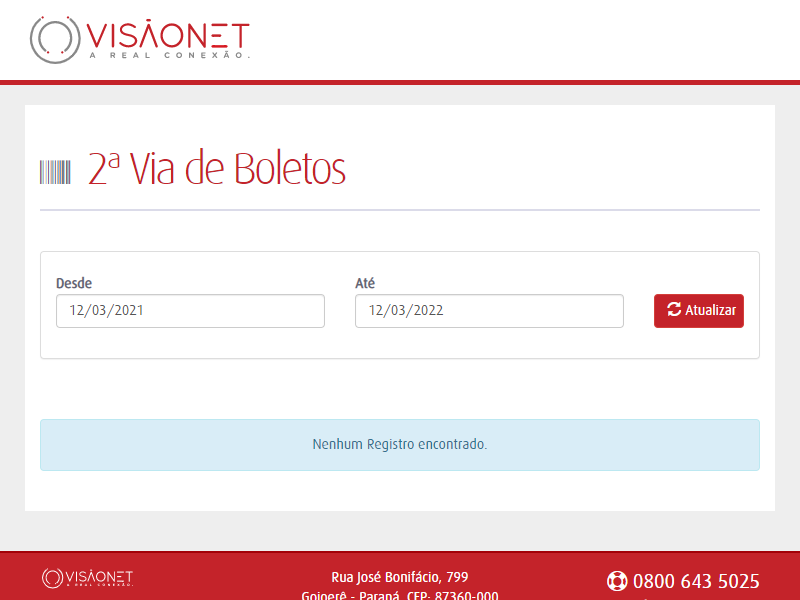 VISÃONET
A REAL CONEXÃO.
2ª Via de Boletos
Desde
Até
12/03/2021
12/03/2022
Atualizar
Nenhum Registro encontrado.
VISÃONET
A REAL CONEXÃO.
Rua José Bonifácio, 799
Goioerê - Paraná, CEP: 87360-000
0800 643 5025